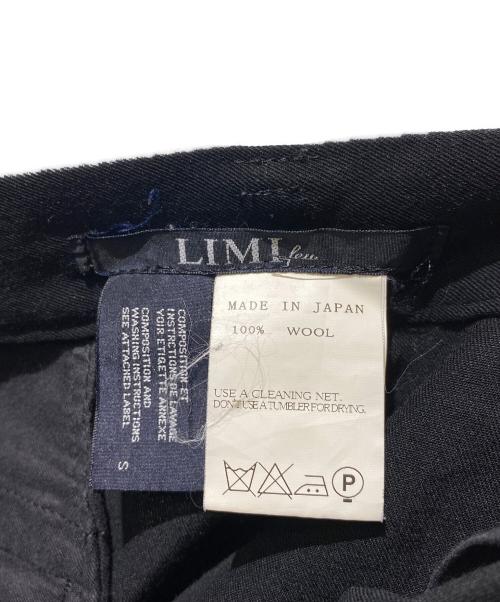 LIMI feu
MADE IN JAPAN
100% WOOL
USE A CLEANING NET.
DON'T USE A TUMBLER FOR DRYING.
P
COMPOSITION ET
INSTRUCTIONS DE LAVAGE
VOIR ETIQUETTE ANNEXE
COMPOSITION AND
WASHING INSTRUCTIONS
SEE ATTACHED LABEL
S